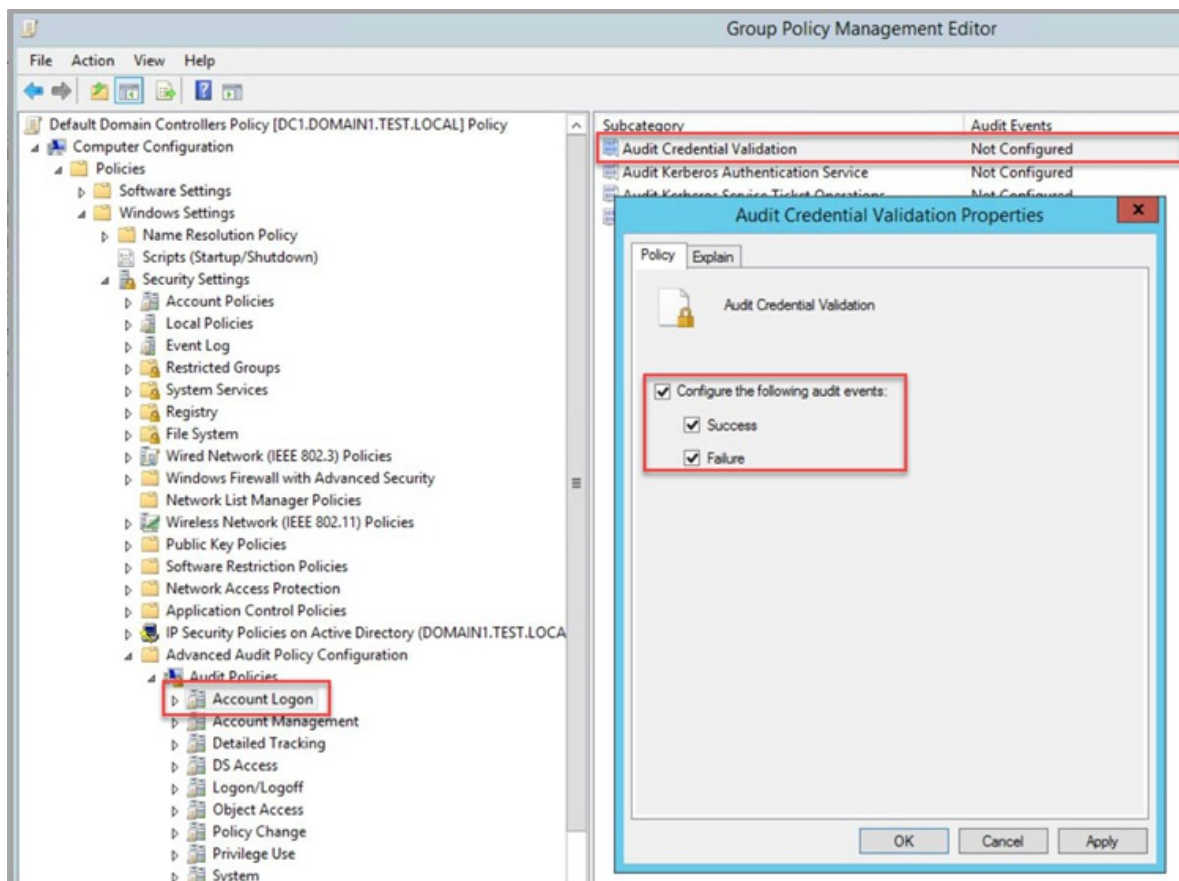 Group Policy Management Editor
File Action View Help
Default Domain Controllers Policy [DC1.DOMAIN1.TEST.LOCAL] Policy
Computer Configuration
Policies
Software Settings
Windows Settings
Name Resolution Policy
Scripts (Startup/Shutdown)
Security Settings
Account Policies
Local Policies
Event Log
Restricted Groups
System Services
Registry
File System
Wired Network (IEEE 802.3) Policies
Windows Firewall with Advanced Security
Network List Manager Policies
Wireless Network (IEEE 802.11) Policies
Public Key Policies
Software Restriction Policies
Network Access Protection
Application Control Policies
IP Security Policies on Active Directory (DOMAIN1.TEST.LOCA
Advanced Audit Policy Configuration
Audit Policies
Account Logon
Account Management
Detailed Tracking
DS Access
Logon/Logoff
Object Access
Policy Change
Privilege Use
System
Subcategory Audit Events
Audit Credential Validation Not Configured
Audit Kerberos Authentication Service Not Configured
Audit Kerberos Service Ticket Operations Not Configured
Audit Credential Validation Properties
x
Policy Explain
Audit Credential Validation
Configure the following audit events:
Success
Failure
OK Cancel Apply